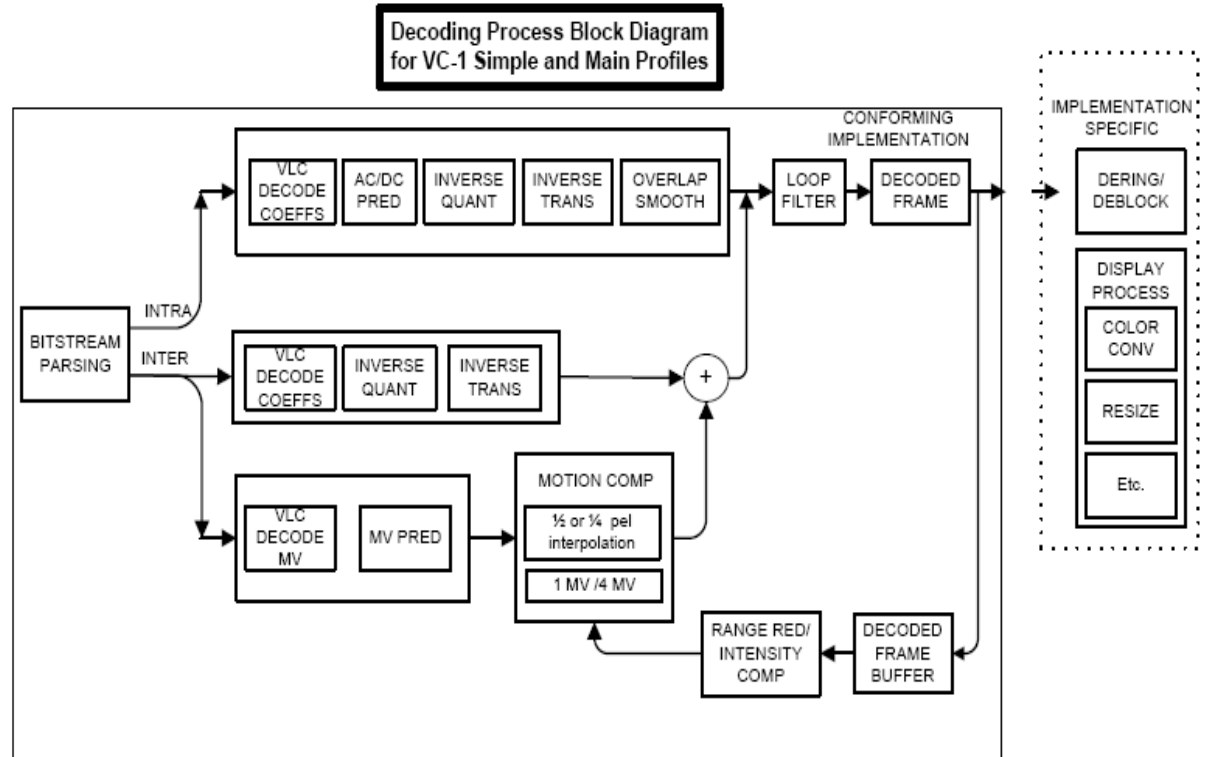 Decoding Process Block Diagram
for VC-1 Simple and Main Profiles
CONFORMING
IMPLEMENTATION
IMPLEMENTATION
SPECIFIC
VLC
DECODE
COEFFS
AC/DC
PRED
INVERSE
QUANT
INVERSE
TRANS
OVERLAP
SMOOTH
LOOP
FILTER
DECODED
FRAME
DERING/
DEBLOCK
DISPLAY
PROCESS
COLOR
CONV
RESIZE
Etc.
BITSTREAM
PARSING
INTRA
INTER
VLC
DECODE
COEFFS
INVERSE
QUANT
INVERSE
TRANS
+
VLC
DECODE
MV
MV PRED
MOTION COMP
½ or ¼ pel
interpolation
1 MV /4 MV
RANGE RED/
INTENSITY
COMP
DECODED
FRAME
BUFFER